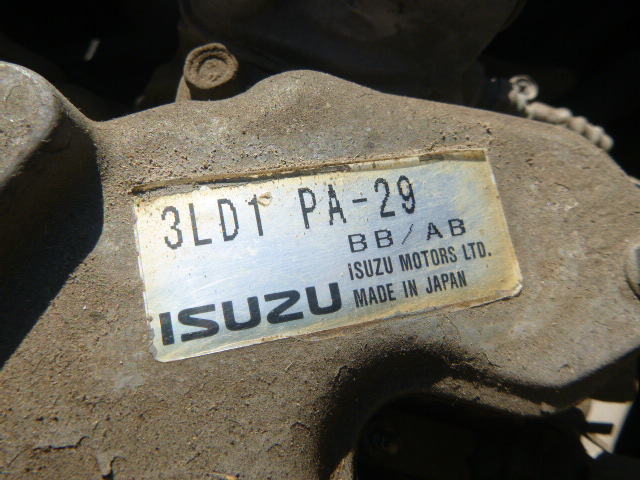 3LD1 PA-29
BB/AB
ISUZU MOTORS LTD.
ISUZU MADE IN JAPAN